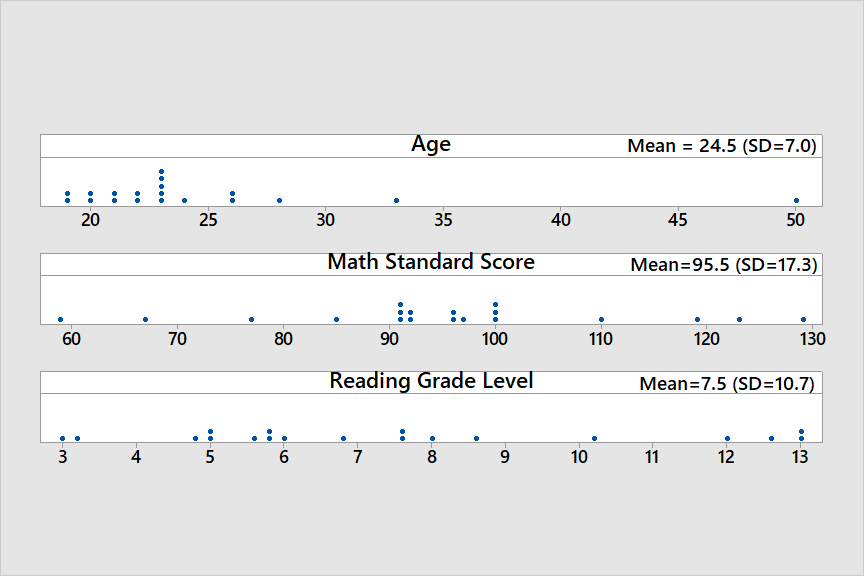 Age
Mean = 24.5 (SD=7.0)
20 25 30 35 40 45 50
Math Standard Score
Mean=95.5 (SD=17.3)
60 70 80 90 100 110 120 130
Reading Grade Level
Mean=7.5 (SD=10.7)
3 4 5 6 7 8 9 10 11 12 13